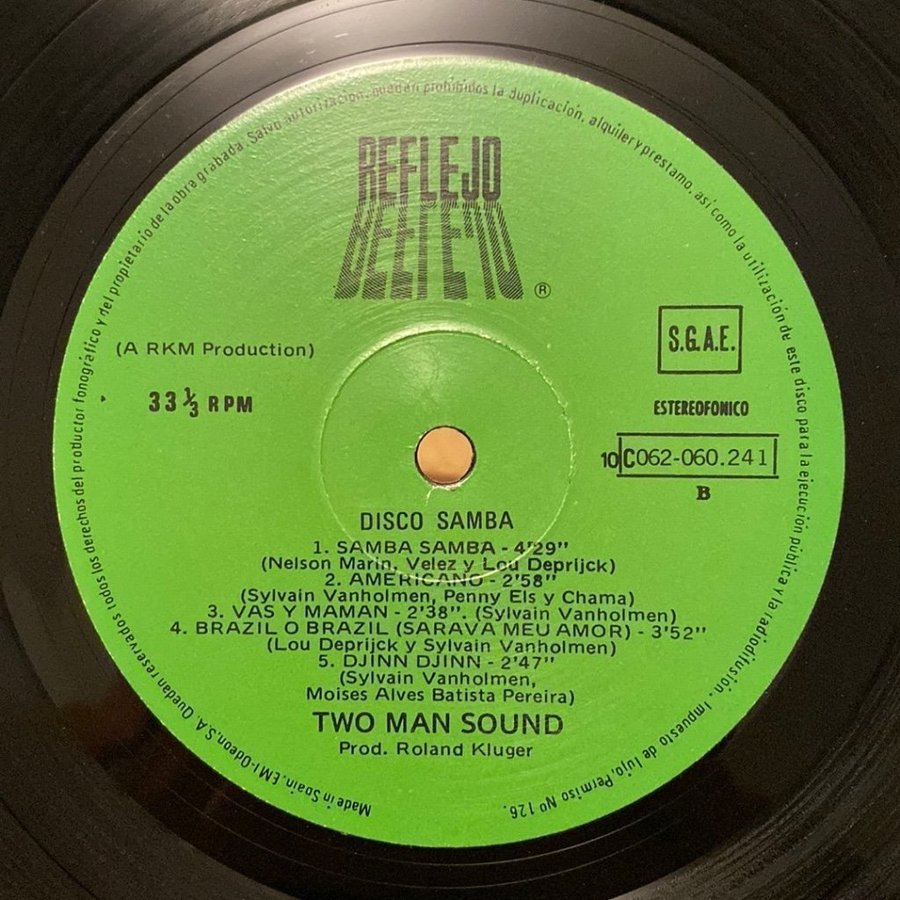 Made in Spain. EMI-Odeon, S.A. Quedan reservados todos los derechos del productor fonográfico y del propietario de la obra grabada. Salvo autorización, quedan prohibidos la duplicación, alquiler y prestamo, así como la utilización de este disco para la ejecución pública y la radiodifusión. Impuesto de lujo, Permiso Nº 126.
REFLEJO
®
(A RKM Production)
S.G.A.E.
33 1/3 RPM
ESTEREOFONICO
10C062-060.241
B
DISCO SAMBA
1. SAMBA SAMBA - 4'29"
(Nelson Marin, Velez y Lou Deprijck)
2. AMERICANO - 2'58"
(Sylvain Vanholmen, Penny Els y Chama)
3. VAS Y MAMAN - 2'38". (Sylvain Vanholmen)
4. BRAZIL O BRAZIL (SARAVA MEU AMOR) - 3'52"
(Lou Deprijck y Sylvain Vanholmen)
5. DJINN DJINN - 2'47"
(Sylvain Vanholmen,
Moises Alves Batista Pereira)
TWO MAN SOUND
Prod. Roland Kluger